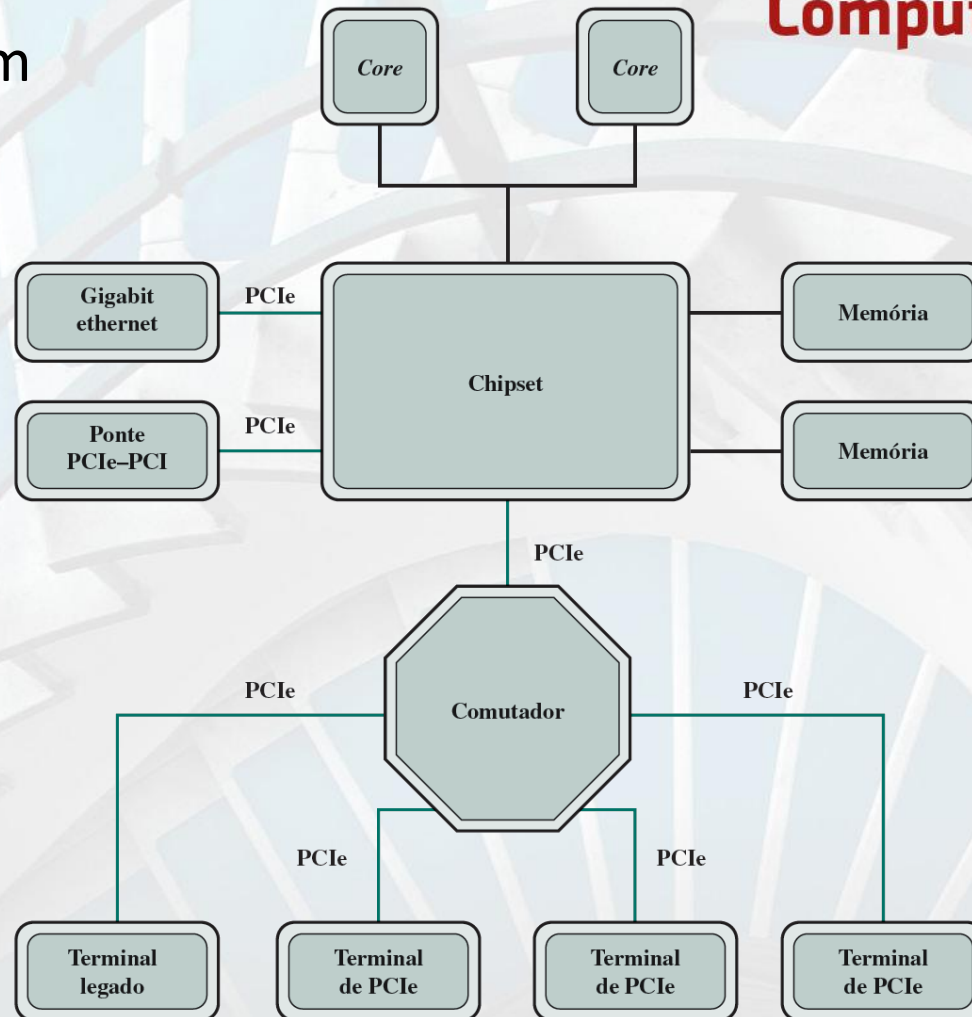 Core
Core
Gigabit
ethernet
PCIe
Chipset
Memória
Ponte
PCIe–PCI
PCIe
Memória
PCIe
PCIe
Comutador
PCIe
PCIe
PCIe
Terminal
legado
Terminal
de PCIe
Terminal
de PCIe
Terminal
de PCIe